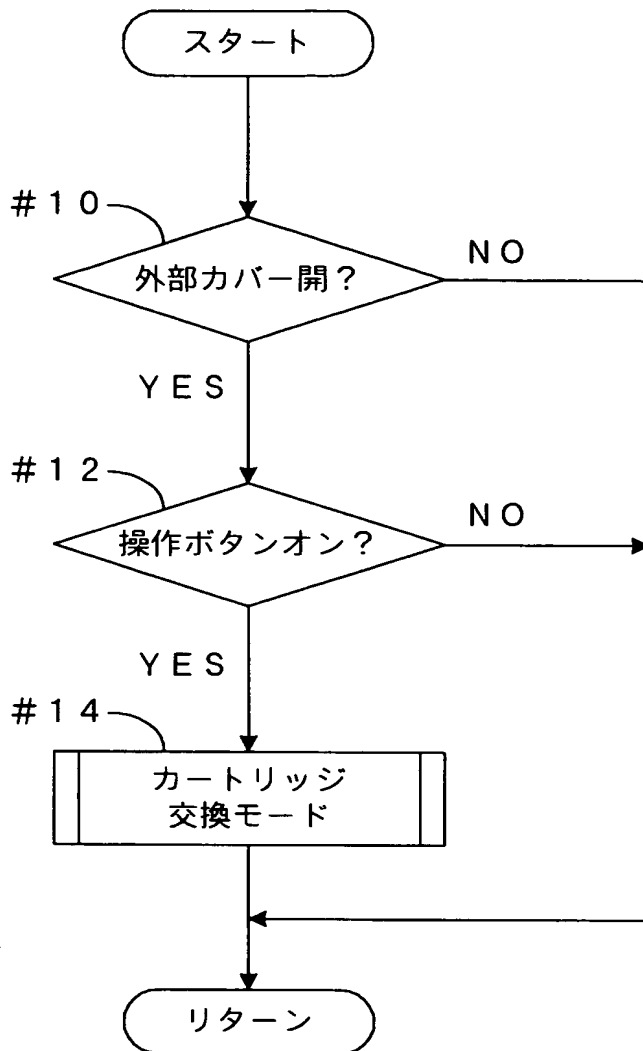 スタート
#10
外部カバー開?
NO
YES
#12
操作ボタンオン?
NO
YES
#14
カートリッジ
交換モード
リターン